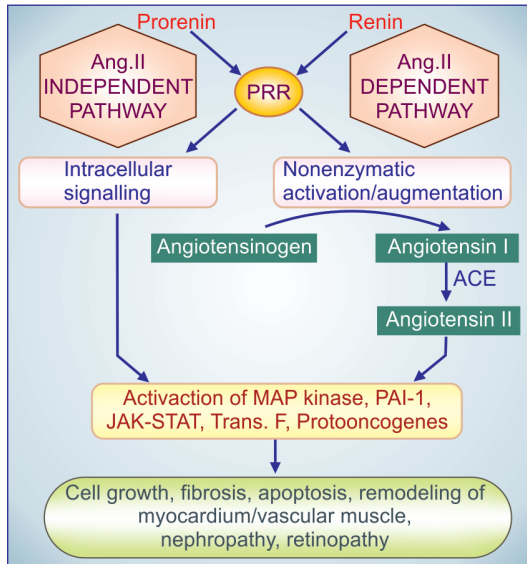 Prorenin
Renin
Ang.II
INDEPENDENT
PATHWAY
PRR
Ang.II
DEPENDENT
PATHWAY
Intracellular
signalling
Nonenzymatic
activation/augmentation
Angiotensinogen
Angiotensin I
ACE
Angiotensin II
Activaction of MAP kinase, PAI-1,
JAK-STAT, Trans. F, Protooncogenes
Cell growth, fibrosis, apoptosis, remodeling of
myocardium/vascular muscle,
nephropathy, retinopathy